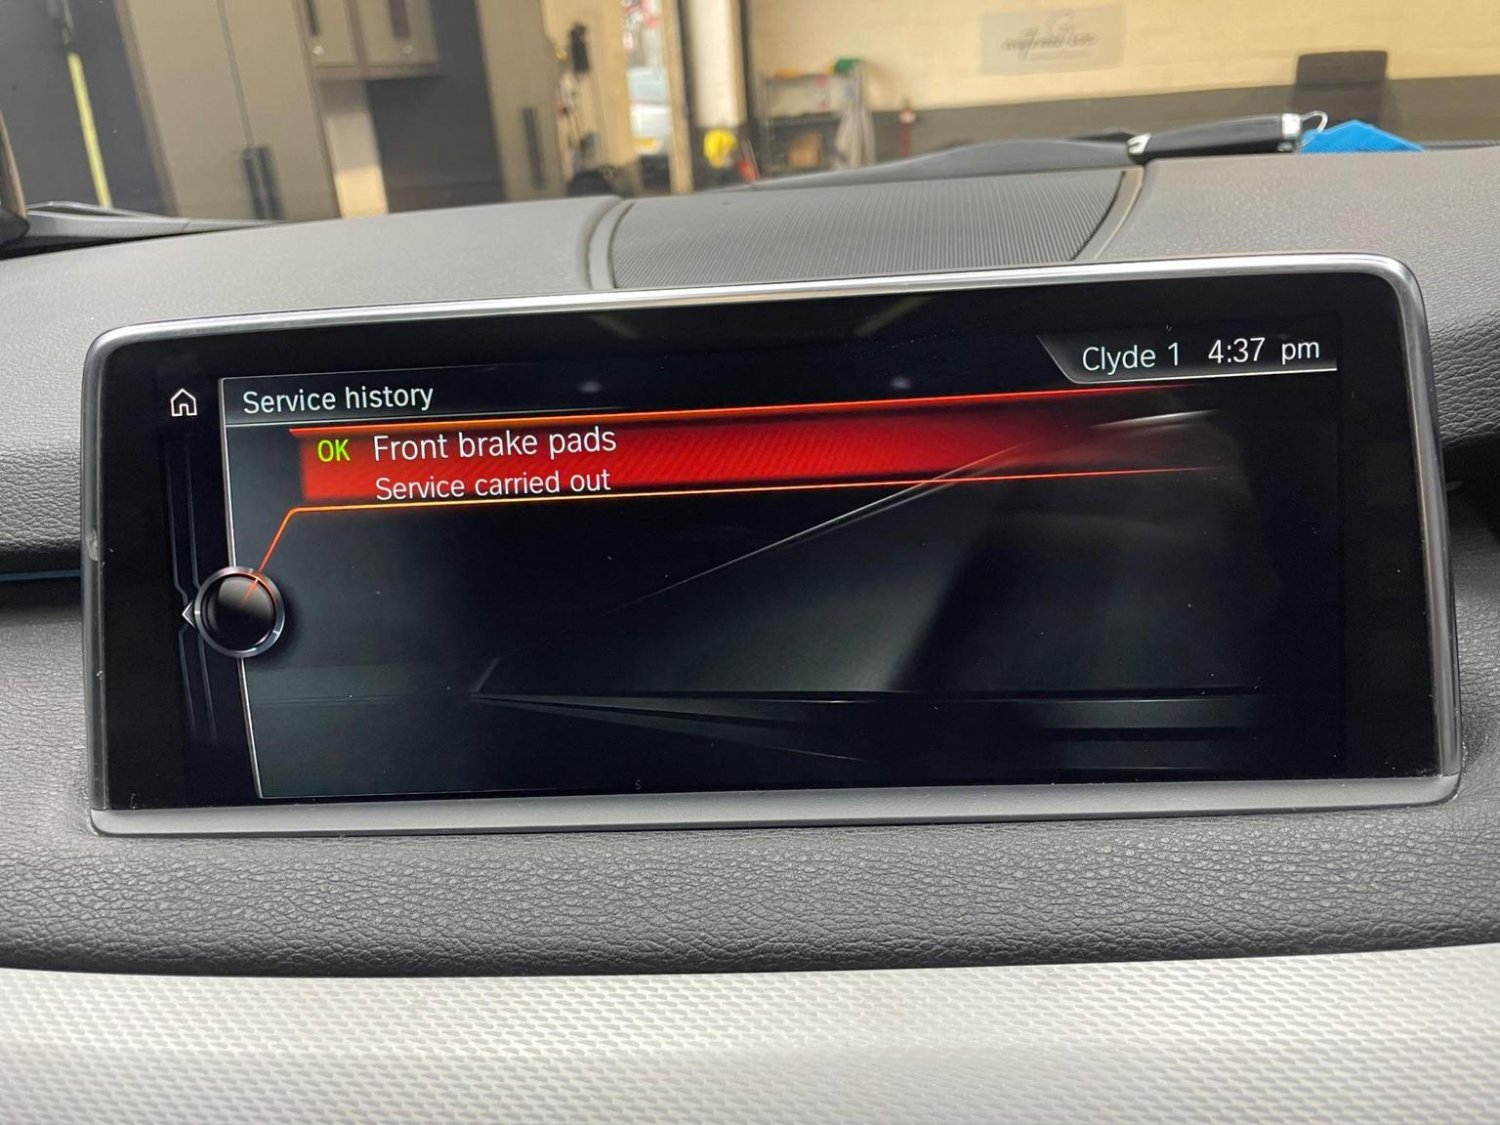 Clyde 1 4:37 pm
Service history
OK Front brake pads
Service carried out